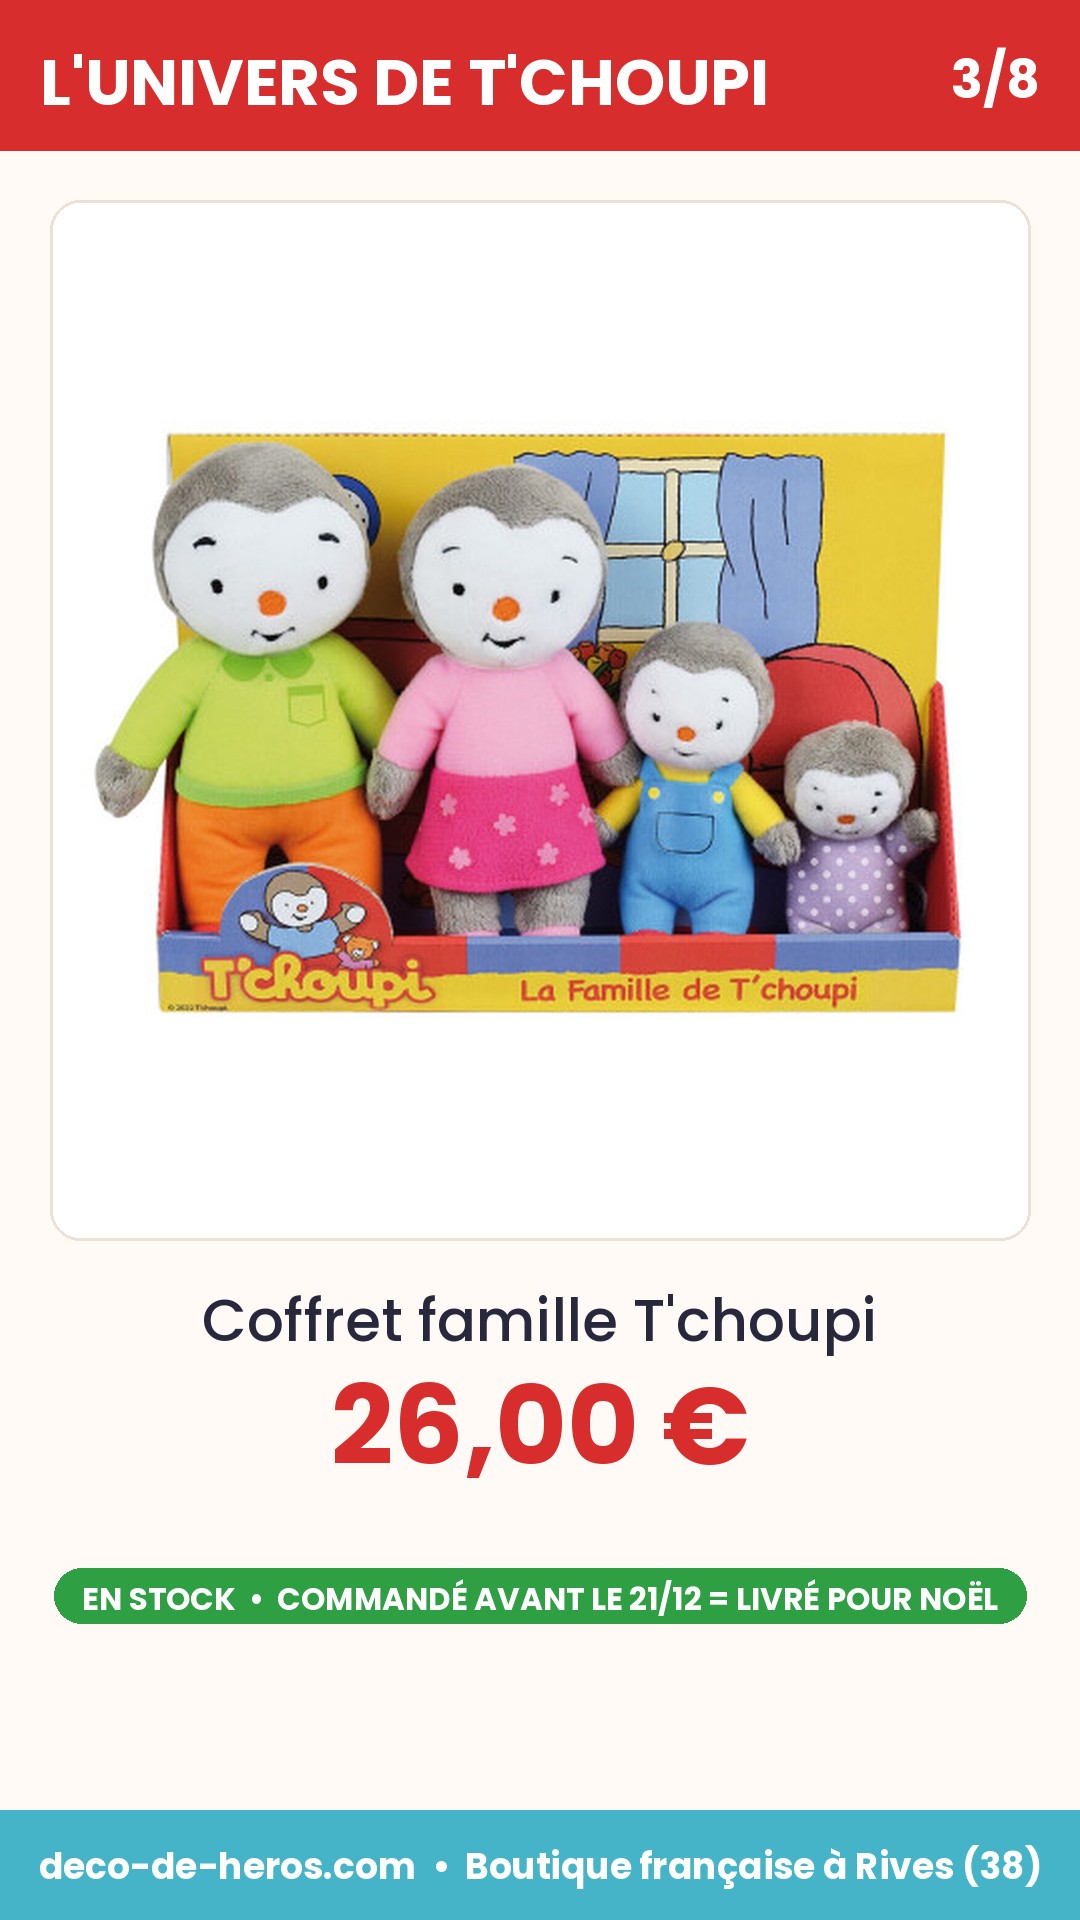 L'UNIVERS DE T'CHOUPI
3/8
T'choupi
La Famille de T'choupi
Coffret famille T'choupi
26,00 €
EN STOCK • COMMANDÉ AVANT LE 21/12 = LIVRÉ POUR NOËL
deco-de-heros.com • Boutique française à Rives (38)